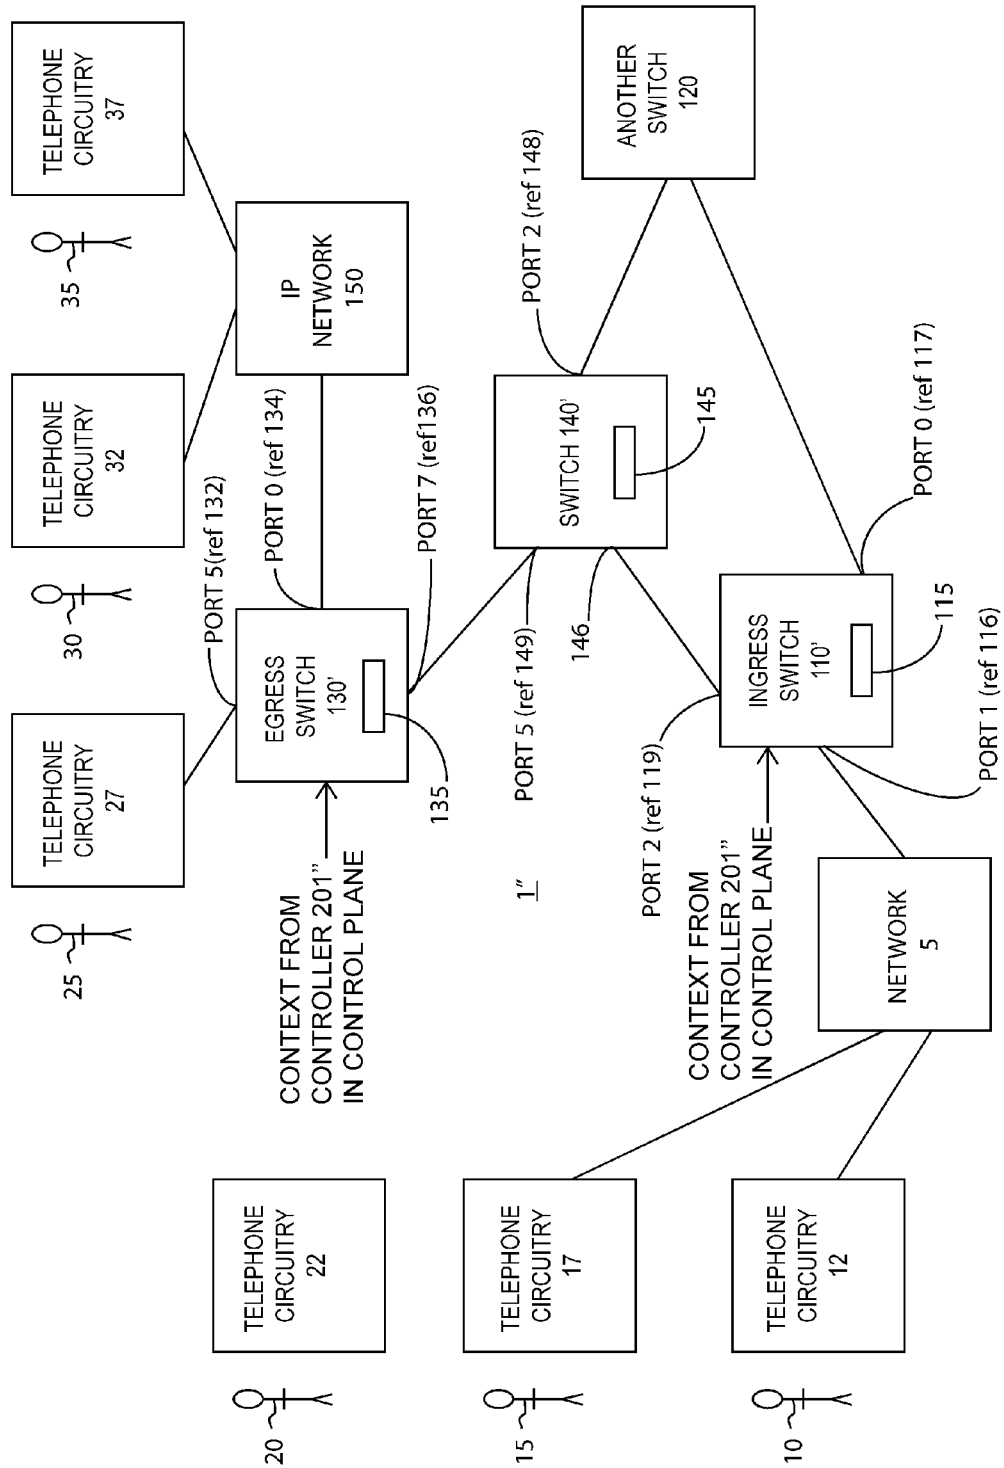 20
TELEPHONE
CIRCUITRY
22
15
TELEPHONE
CIRCUITRY
17
10
TELEPHONE
CIRCUITRY
12
25
TELEPHONE
CIRCUITRY
27
30
TELEPHONE
CIRCUITRY
32
35
TELEPHONE
CIRCUITRY
37
CONTEXT FROM
CONTROLLER 201"
IN CONTROL PLANE
EGRESS
SWITCH
130'
135
PORT 5(ref 132)
PORT 0 (ref 134)
PORT 7 (ref136)
IP
NETWORK
150
1"
PORT 5 (ref 149)
146
SWITCH 140'
145
PORT 2 (ref 148)
ANOTHER
SWITCH
120
PORT 2 (ref 119)
CONTEXT FROM
CONTROLLER 201"
IN CONTROL PLANE
INGRESS
SWITCH
110'
115
PORT 0 (ref 117)
PORT 1 (ref 116)
NETWORK
5